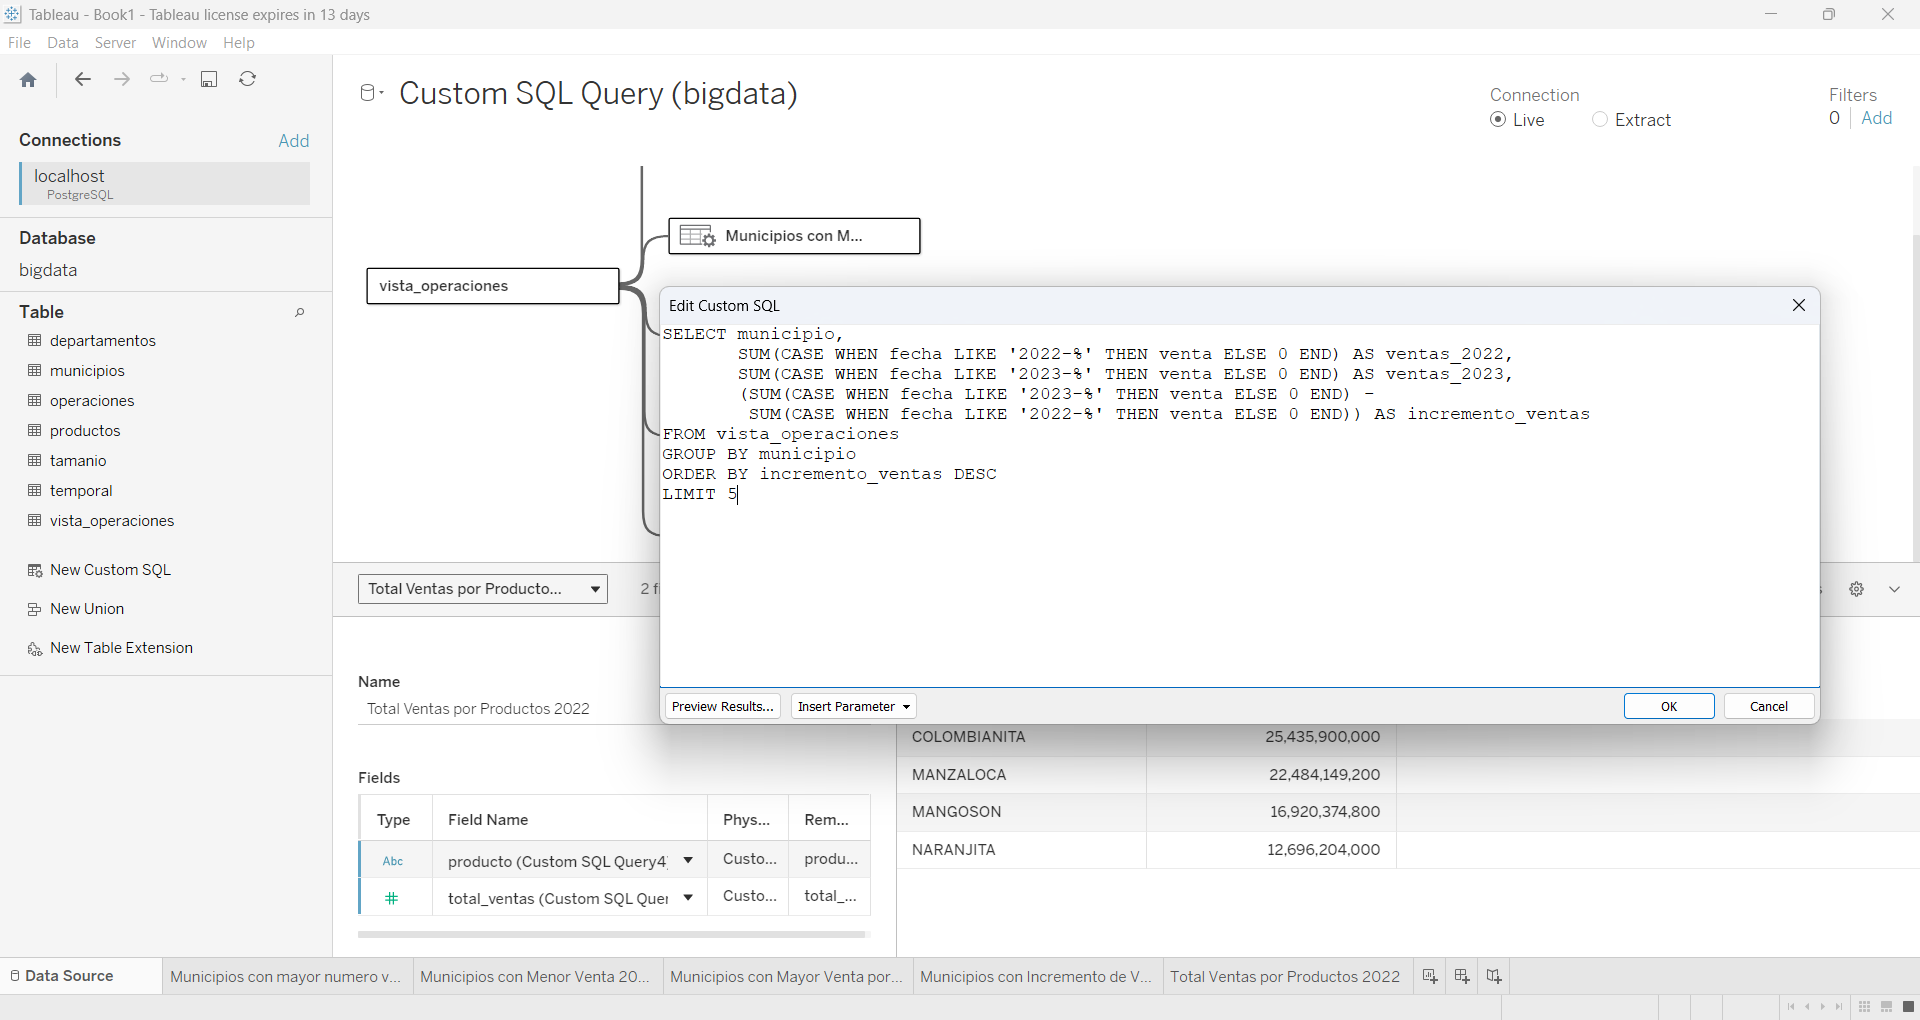 Tableau - Book1 - Tableau license expires in 13 days
File Data Server Window Help
Custom SQL Query (bigdata)
Connection
Live Extract
Filters
0 Add
Connections Add
localhost
PostgreSQL
Database
bigdata
Table
departamentos
municipios
operaciones
productos
tamanio
temporal
vista_operaciones
New Custom SQL
New Union
New Table Extension
Municipios con M...
vista_operaciones
Edit Custom SQL
SELECT municipio,
SUM(CASE WHEN fecha LIKE '2022-%' THEN venta ELSE 0 END) AS ventas_2022,
SUM(CASE WHEN fecha LIKE '2023-%' THEN venta ELSE 0 END) AS ventas_2023,
(SUM(CASE WHEN fecha LIKE '2023-%' THEN venta ELSE 0 END) -
SUM(CASE WHEN fecha LIKE '2022-%' THEN venta ELSE 0 END)) AS incremento_ventas
FROM vista_operaciones
GROUP BY municipio
ORDER BY incremento_ventas DESC
LIMIT 5
Preview Results... Insert Parameter OK Cancel
Total Ventas por Producto... 2 fi
Name
Total Ventas por Productos 2022
Fields
Type Field Name Phys... Rem...
Abc producto (Custom SQL Query4) Custo... produ...
# total_ventas (Custom SQL Quer Custo... total_...
COLOMBIANITA 25,435,900,000
MANZALOCA 22,484,149,200
MANGOSON 16,920,374,800
NARANJITA 12,696,204,000
Data Source Municipios con mayor numero v... Municipios con Menor Venta 20... Municipios con Mayor Venta por... Municipios con Incremento de V... Total Ventas por Productos 2022